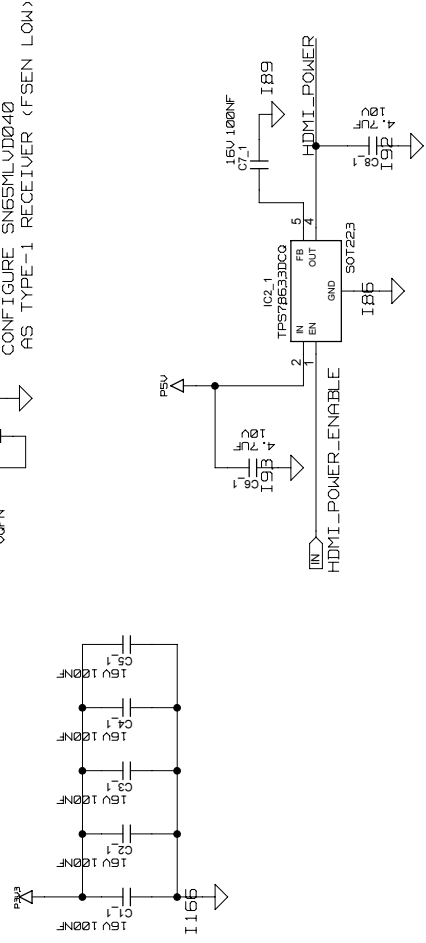 CONFIGURE SN65MLVD040
AS TYPE-1 RECEIVER (FSEN LOW)
P3V3
16V 100NF
C1_1
16V 100NF
C2_1
16V 100NF
C3_1
16V 100NF
C4_1
16V 100NF
C5_1
I166
IN
HDMI_POWER_ENABLE
P5V
4.7UF
10V
C6_1
I93
IC2_1
TPS78633DCQ
2
IN
1
EN
FB
5
OUT
4
GND
SOT223
I86
16V 100NF
C7_1
I89
HDMI_POWER
4.7UF
10V
C8_1
I92